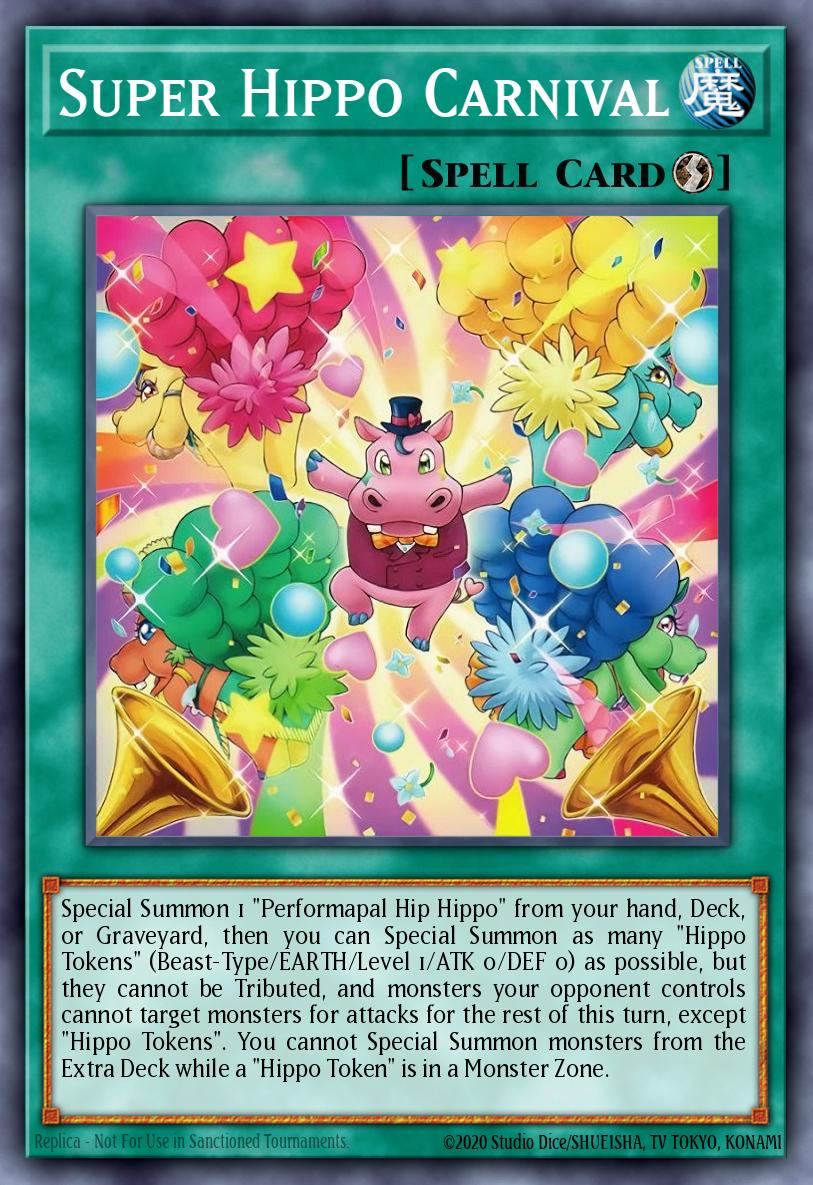 Super Hippo Carnival
SPELL
魔
[Spell Card]
Special Summon 1 "Performapal Hip Hippo" from your hand, Deck,
or Graveyard, then you can Special Summon as many "Hippo
Tokens" (Beast-Type/EARTH/Level 1/ATK 0/DEF 0) as possible, but
they cannot be Tributed, and monsters your opponent controls
cannot target monsters for attacks for the rest of this turn, except
"Hippo Tokens". You cannot Special Summon monsters from the
Extra Deck while a "Hippo Token" is in a Monster Zone.
Replica - Not For Use in Sanctioned Tournaments.
©2020 Studio Dice/SHUEISHA, TV TOKYO, KONAMI